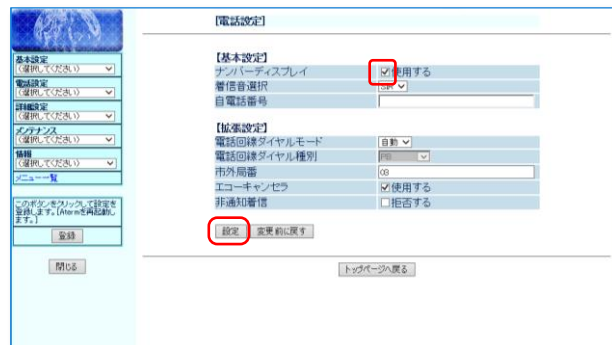 基本設定
(選択してください)
電話設定
(選択してください)
詳細設定
(選択してください)
メンテナンス
(選択してください)
情報
(選択してください)
メニュー一覧
このボタンをクリックして設定を
登録します。[Atermを再起動し
ます。]
登録
閉じる
[電話設定]
【基本設定】
ナンバーディスプレイ 使用する
着信音選択 SIR
自電話番号
【拡張設定】
電話回線ダイヤルモード 自動
電話回線ダイヤル種別 PB
市外局番 03
エコーキャンセラ 使用する
非通知着信 拒否する
設定 変更前に戻す
トップページへ戻る